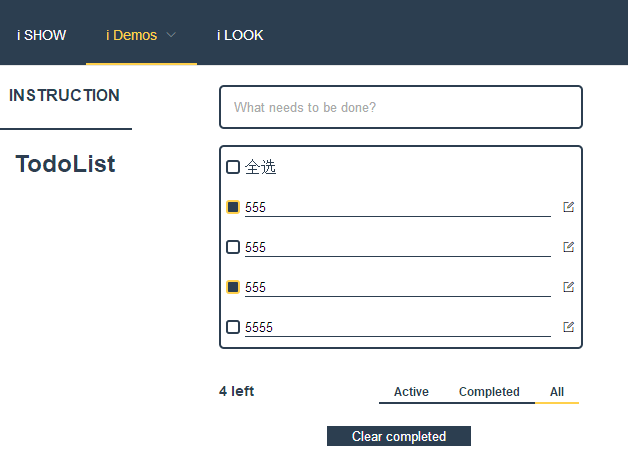 i SHOW i Demos i LOOK
INSTRUCTION
TodoList
What needs to be done?
全选
555
555
555
5555
4 left Active Completed All
Clear completed